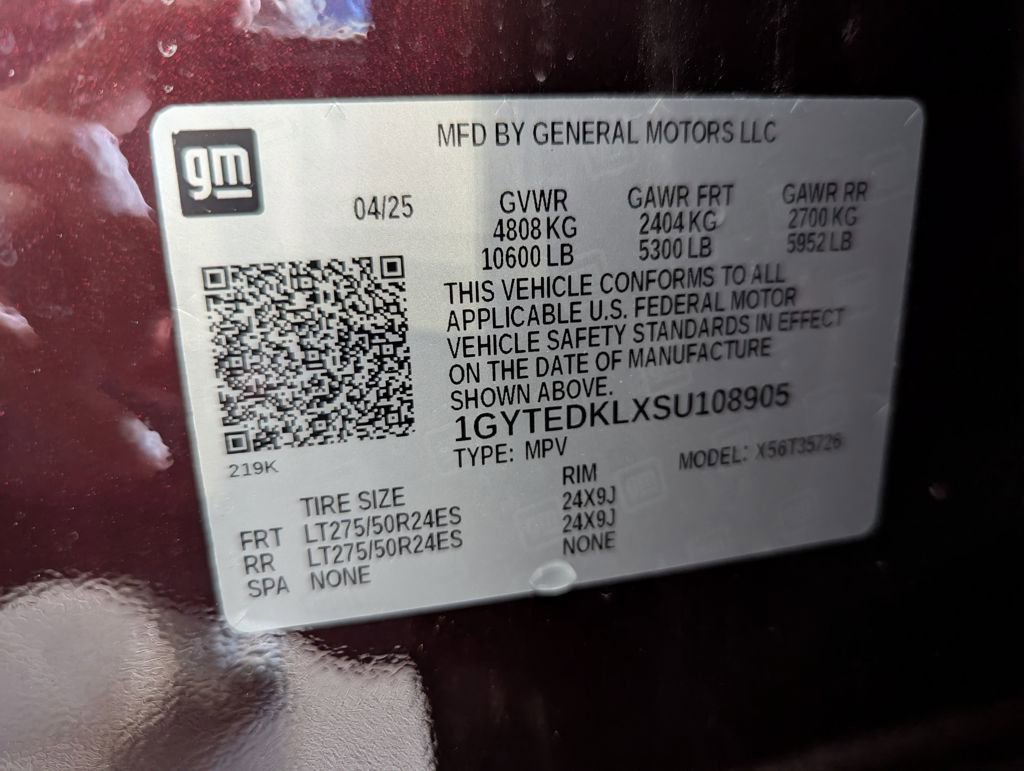 gm
MFD BY GENERAL MOTORS LLC
04/25
GVWR GAWR FRT GAWR RR
4808 KG 2404 KG 2700 KG
10600 LB 5300 LB 5952 LB
THIS VEHICLE CONFORMS TO ALL
APPLICABLE U.S. FEDERAL MOTOR
VEHICLE SAFETY STANDARDS IN EFFECT
ON THE DATE OF MANUFACTURE
SHOWN ABOVE.
1GYTEDKLXSU108905
TYPE: MPV MODEL: X56T35726
219K
TIRE SIZE RIM
FRT LT275/50R24ES 24X9J
RR LT275/50R24ES 24X9J
SPA NONE NONE